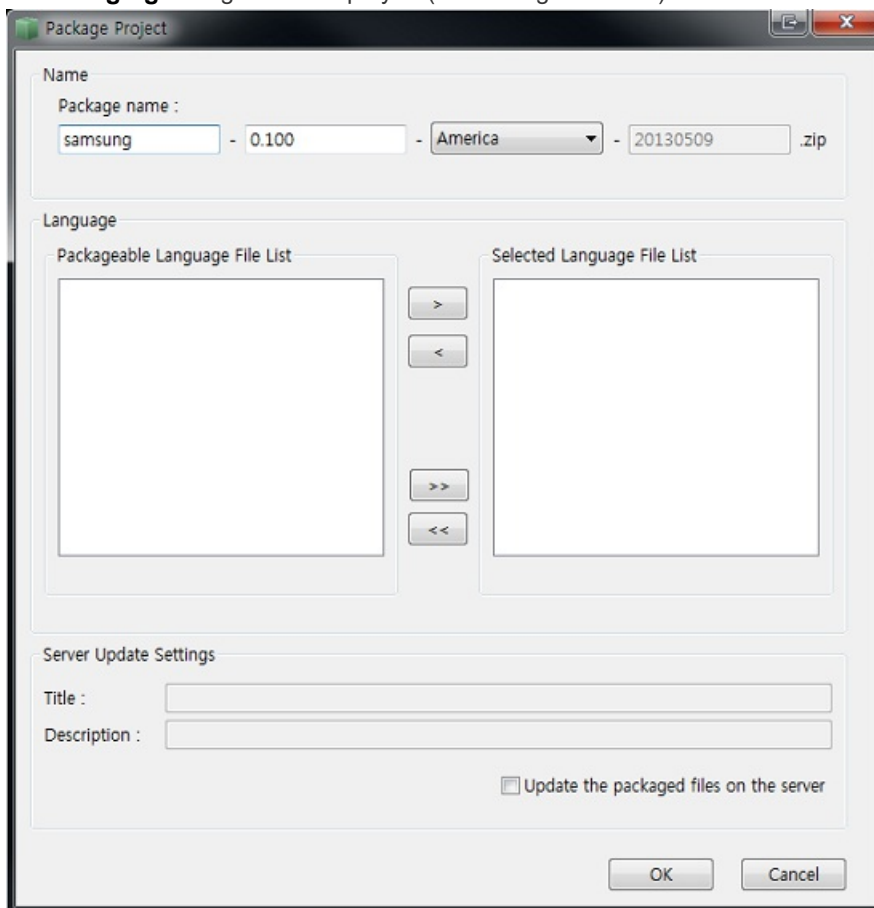 Package Project
Name
Package name :
samsung - 0.100 - America - 20130509 .zip
Language
Packageable Language File List
Selected Language File List
>
<
>>
<<
Server Update Settings
Title :
Description :
Update the packaged files on the server
OK Cancel